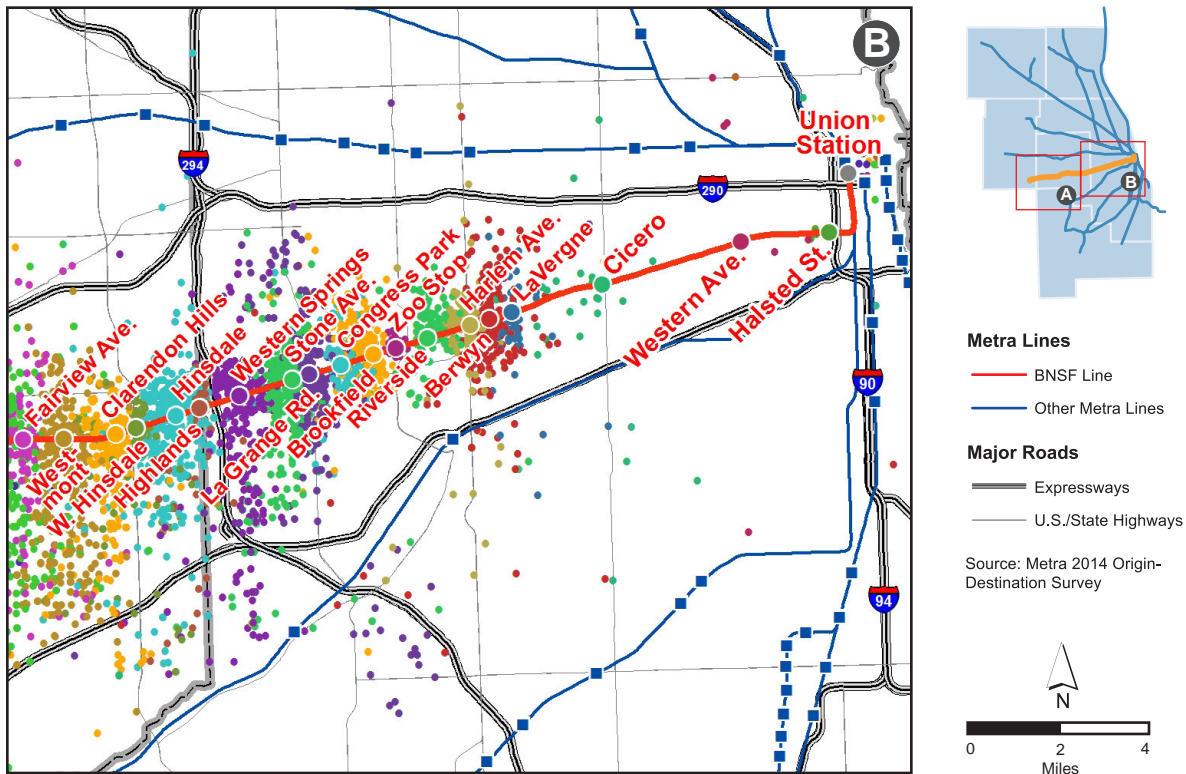 B
Union
Station
294
290
Fairview Ave.
West
mont
Clarendon Hills
W. Hinsdale
Hinsdale
Highlands
Western Springs
La Grange Rd.
Stone Ave.
Congress Park
Brookfield
Zoo Stop
Riverside
Harlem Ave.
Berwyn
LaVergne
Cicero
Western Ave.
Halsted St.
90
94
A
B
Metra Lines
BNSF Line
Other Metra Lines
Major Roads
Expressways
U.S./State Highways
Source: Metra 2014 Origin-
Destination Survey
N
0 2 4
Miles